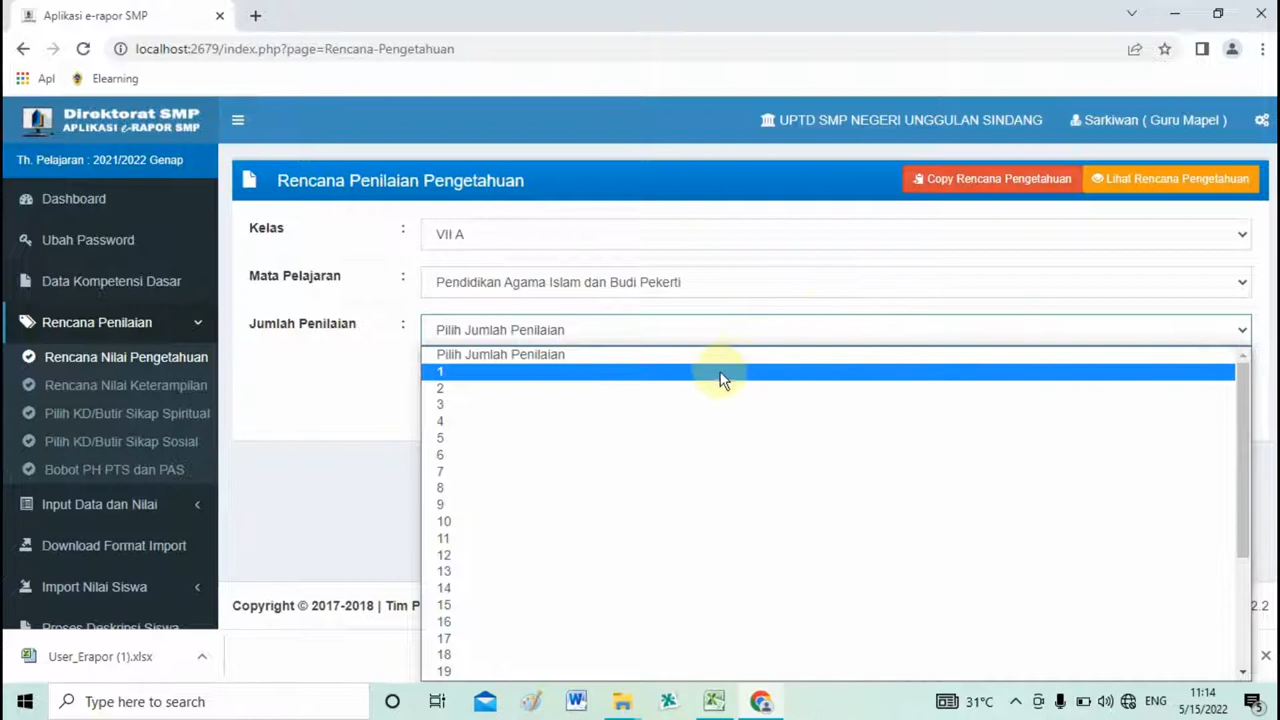 Aplikasi e-rapor SMP
localhost:2679/index.php?page=Rencana-Pengetahuan
Apl
Elearning
Direktorat SMP
APLIKASI e-RAPOR SMP
UPTD SMP NEGERI UNGGULAN SINDANG
Sarkiwan ( Guru Mapel )
Th. Pelajaran : 2021/2022 Genap
Dashboard
Ubah Password
Data Kompetensi Dasar
Rencana Penilaian
Rencana Nilai Pengetahuan
Rencana Nilai Keterampilan
Pilih KD/Butir Sikap Spiritual
Pilih KD/Butir Sikap Sosial
Bobot PH PTS dan PAS
Input Data dan Nilai
Download Format Import
Import Nilai Siswa
Proses Deskripsi Siswa
Rencana Penilaian Pengetahuan
Copy Rencana Pengetahuan
Lihat Rencana Pengetahuan
Kelas : VII A
Mata Pelajaran : Pendidikan Agama Islam dan Budi Pekerti
Jumlah Penilaian : Pilih Jumlah Penilaian
Pilih Jumlah Penilaian
1
2
3
4
5
6
7
8
9
10
11
12
13
14
15
16
17
18
19
Copyright © 2017-2018 | Tim P
2.2
User_Erapor (1).xlsx
Type here to search
31°C
ENG
11:14
5/15/2022
5